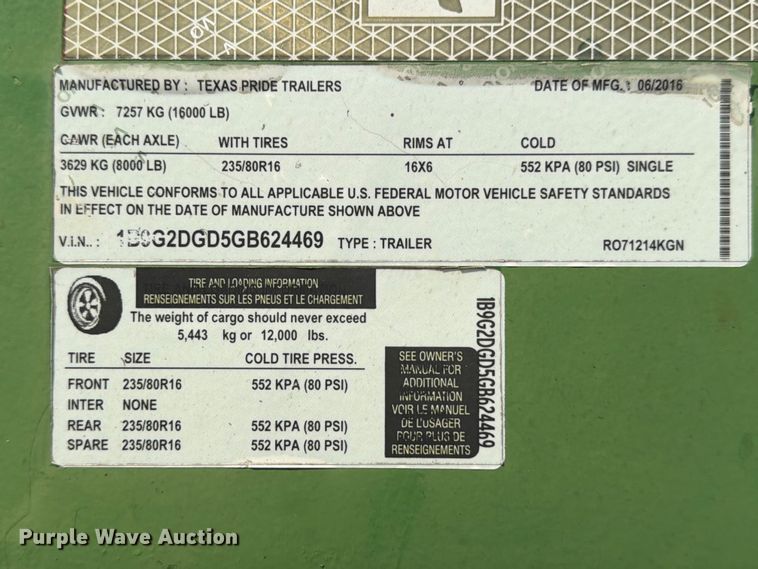 MANUFACTURED BY : TEXAS PRIDE TRAILERS DATE OF MFG. : 06/2016
GVWR : 7257 KG (16000 LB)
GAWR (EACH AXLE) WITH TIRES RIMS AT COLD
3629 KG (8000 LB) 235/80R16 16X6 552 KPA (80 PSI) SINGLE
THIS VEHICLE CONFORMS TO ALL APPLICABLE U.S. FEDERAL MOTOR VEHICLE SAFETY STANDARDS
IN EFFECT ON THE DATE OF MANUFACTURE SHOWN ABOVE
V.I.N.. : 1B9G2DGD5GB624469 TYPE : TRAILER RO71214KGN
TIRE AND LOADING INFORMATION
RENSEIGNEMENTS SUR LES PNEUS ET LE CHARGEMENT
The weight of cargo should never exceed
5,443 kg or 12,000 lbs.
TIRE SIZE COLD TIRE PRESS.
FRONT 235/80R16 552 KPA (80 PSI)
INTER NONE
REAR 235/80R16 552 KPA (80 PSI)
SPARE 235/80R16 552 KPA (80 PSI)
SEE OWNER'S
MANUAL FOR
ADDITIONAL
INFORMATION
VOIR LE MANUEL
DE L'USAGER
POUR PLUS DE
RENSEIGNEMENTS
1B9G2DGD5GB624469
Purple Wave Auction